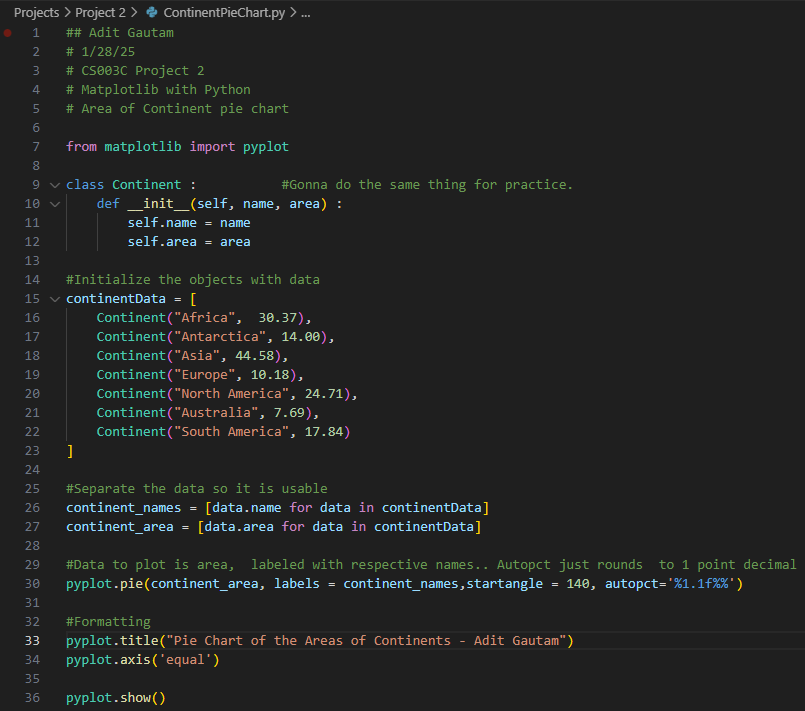 Projects > Project 2 > ContinentPieChart.py > ...
1 ## Adit Gautam
2 # 1/28/25
3 # CS003C Project 2
4 # Matplotlib with Python
5 # Area of Continent pie chart
6
7 from matplotlib import pyplot
8
9 class Continent :           #Gonna do the same thing for practice.
10     def __init__(self, name, area) :
11         self.name = name
12         self.area = area
13
14 #Initialize the objects with data
15 continentData = [
16     Continent("Africa",  30.37),
17     Continent("Antarctica", 14.00),
18     Continent("Asia", 44.58),
19     Continent("Europe", 10.18),
20     Continent("North America", 24.71),
21     Continent("Australia", 7.69),
22     Continent("South America", 17.84)
23 ]
24
25 #Separate the data so it is usable
26 continent_names = [data.name for data in continentData]
27 continent_area = [data.area for data in continentData]
28
29 #Data to plot is area,  labeled with respective names.. Autopct just rounds  to 1 point decimal
30 pyplot.pie(continent_area, labels = continent_names,startangle = 140, autopct='%1.1f%%')
31
32 #Formatting
33 pyplot.title("Pie Chart of the Areas of Continents - Adit Gautam")
34 pyplot.axis('equal')
35
36 pyplot.show()